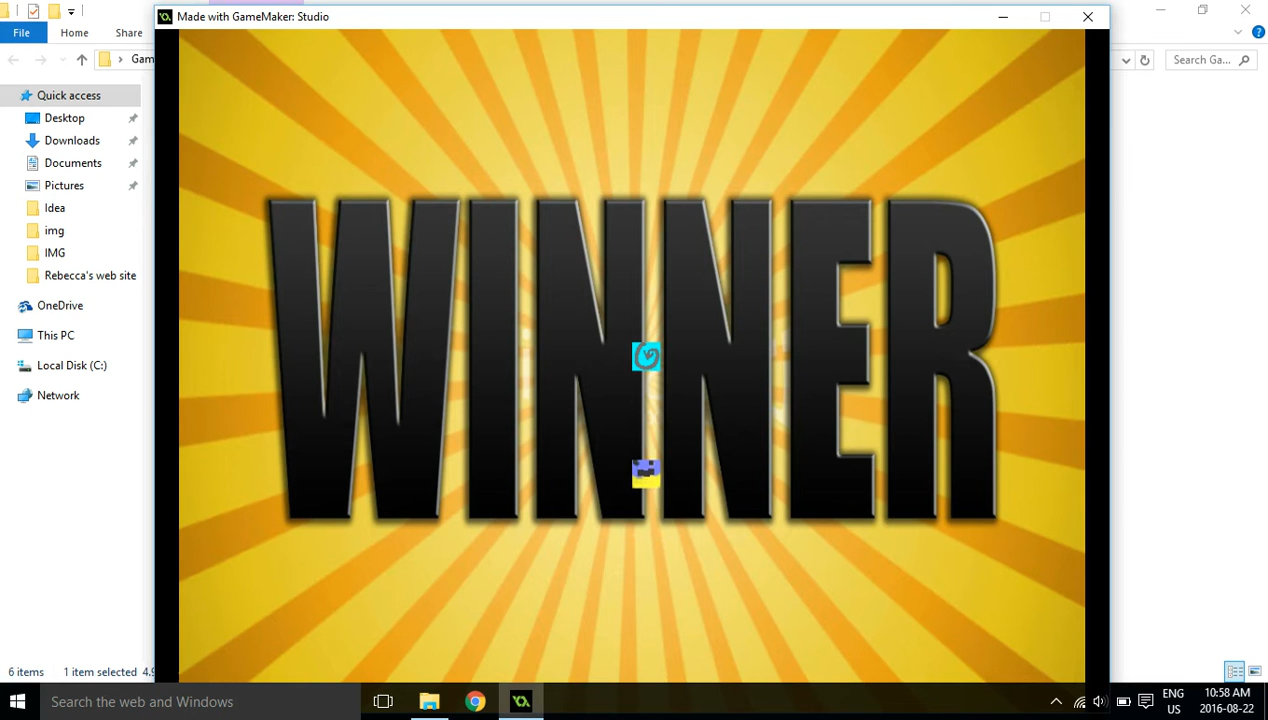 Made with GameMaker: Studio
File Home Share
Gam
Search Ga...
Quick access
Desktop
Downloads
Documents
Pictures
Idea
img
IMG
Rebecca's web site
OneDrive
This PC
Local Disk (C:)
Network
WINNER
6 items 1 item selected 4.9
Search the web and Windows
ENG
US
10:58 AM
2016-08-22